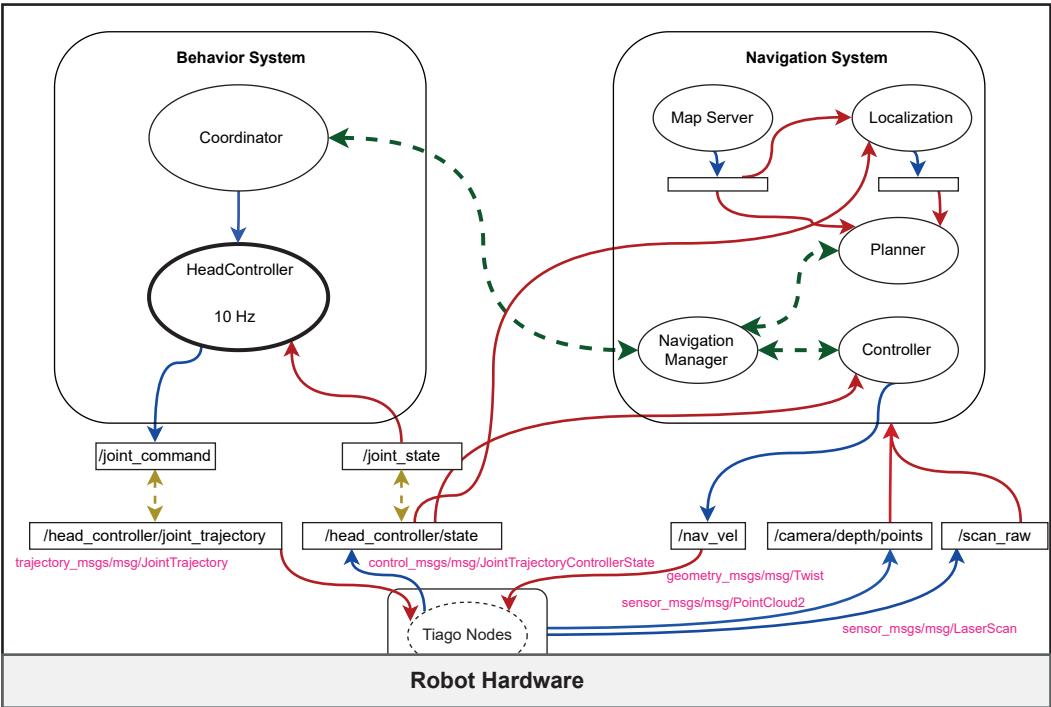 Behavior System
Navigation System
Coordinator
Map Server
Localization
HeadController
10 Hz
Planner
Navigation
Manager
Controller
/joint_command
/joint_state
/head_controller/joint_trajectory
/head_controller/state
/nav_vel
/camera/depth/points
/scan_raw
trajectory_msgs/msg/JointTrajectory
control_msgs/msg/JointTrajectoryControllerState
geometry_msgs/msg/Twist
sensor_msgs/msg/PointCloud2
sensor_msgs/msg/LaserScan
Tiago Nodes
Robot Hardware